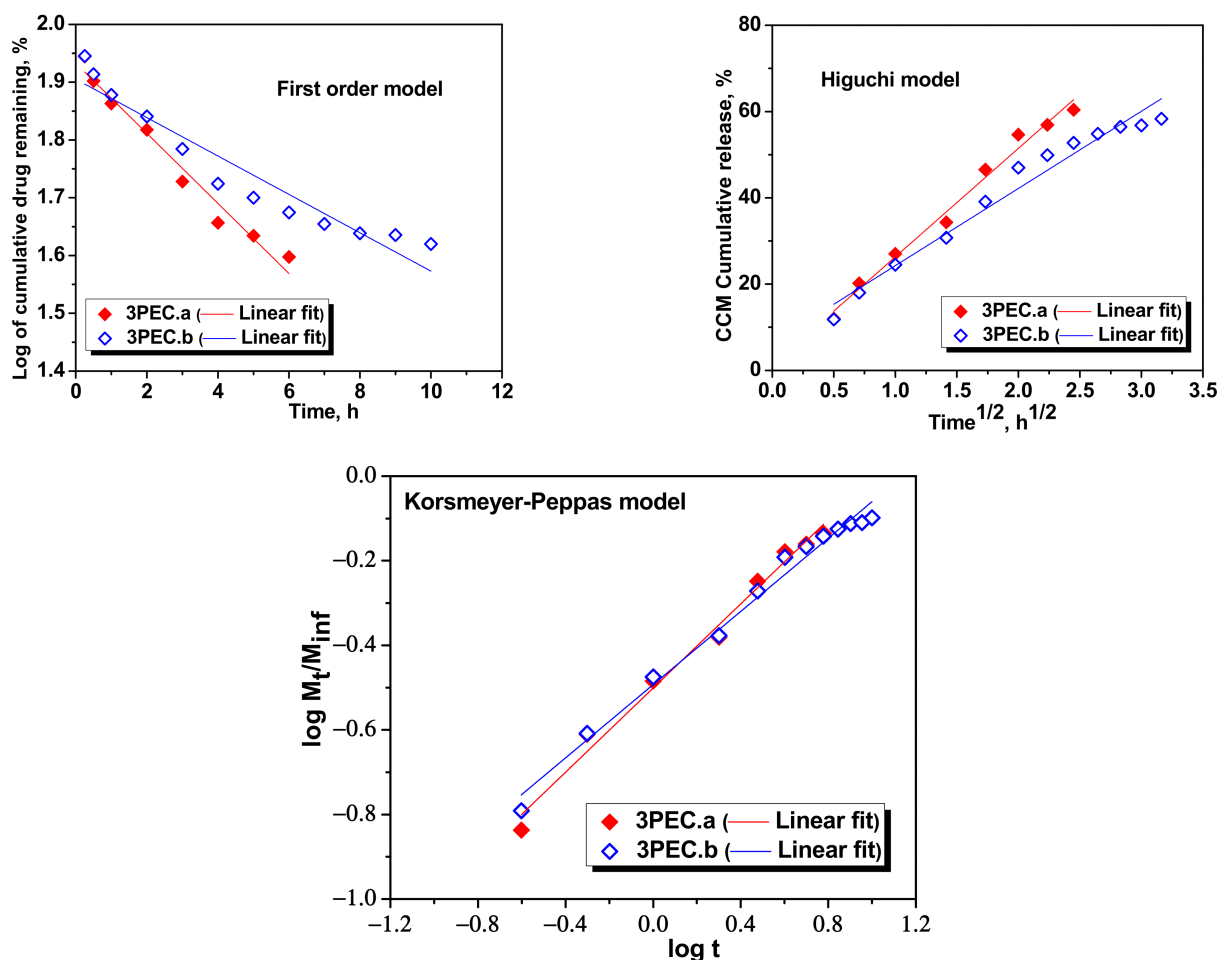 First order model
Log of cumulative drug remaining, %
2.0
1.9
1.8
1.7
1.6
1.5
1.4
3PEC.a (— Linear fit)
3PEC.b (— Linear fit)
0 2 4 6 8 10 12
Time, h
Higuchi model
CCM Cumulative release, %
80
60
40
20
0
3PEC.a (— Linear fit)
3PEC.b (— Linear fit)
0.0 0.5 1.0 1.5 2.0 2.5 3.0 3.5
Time^1/2, h^1/2
Korsmeyer-Peppas model
log Mt/Minf
0.0
−0.2
−0.4
−0.6
−0.8
−1.0
3PEC.a (— Linear fit)
3PEC.b (— Linear fit)
−1.2 −0.8 −0.4 0.0 0.4 0.8 1.2
log t